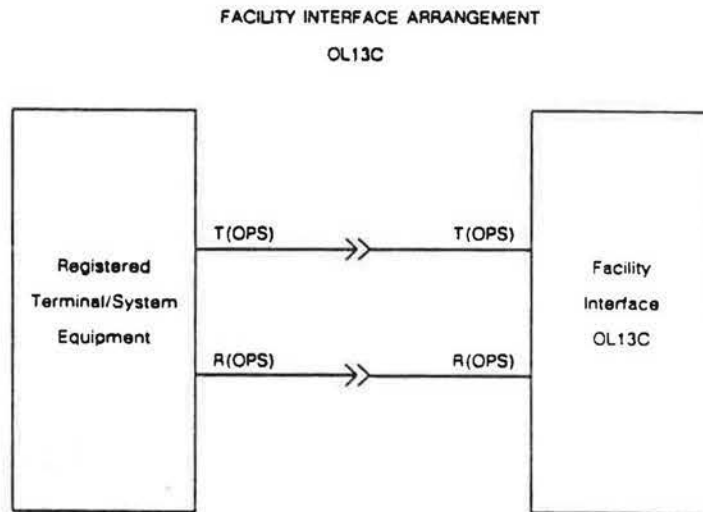 FACILITY INTERFACE ARRANGEMENT
OL13C
T(OPS) T(OPS)
Registered
Terminal/System
Equipment
Facility
Interface
OL13C
R(OPS) R(OPS)